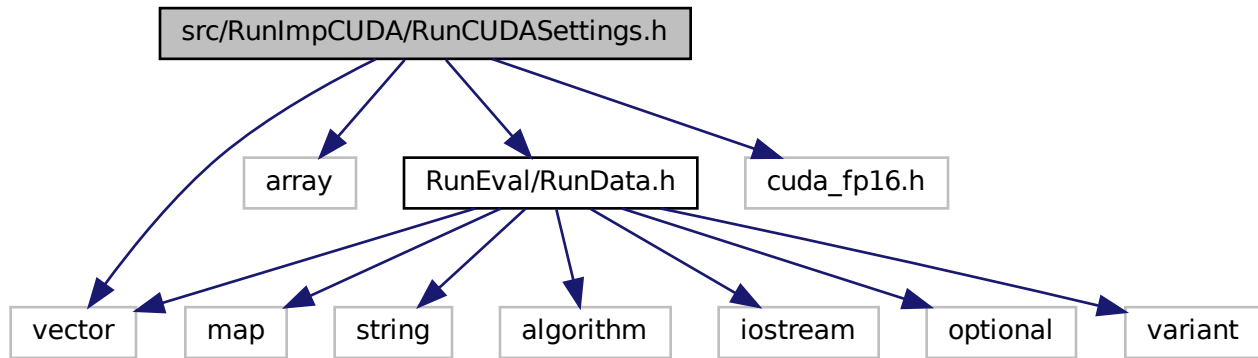 src/RunImpCUDA/RunCUDASettings.h
array
RunEval/RunData.h
cuda_fp16.h
vector
map
string
algorithm
iostream
optional
variant